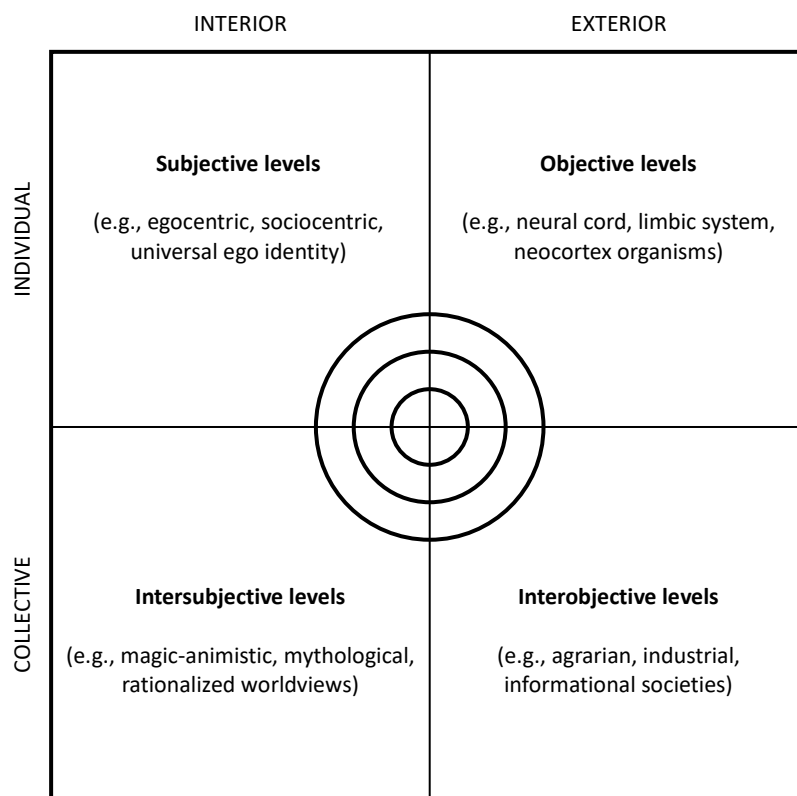 INTERIOR
EXTERIOR
INDIVIDUAL
Subjective levels
(e.g., egocentric, sociocentric,
universal ego identity)
Objective levels
(e.g., neural cord, limbic system,
neocortex organisms)
COLLECTIVE
Intersubjective levels
(e.g., magic-animistic, mythological,
rationalized worldviews)
Interobjective levels
(e.g., agrarian, industrial,
informational societies)